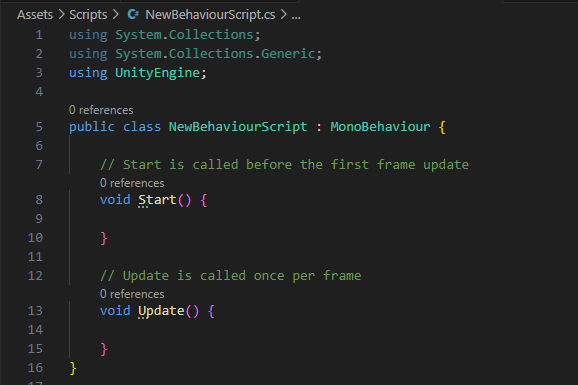 Assets > Scripts > C# NewBehaviourScript.cs > ...
1 using System.Collections;
2 using System.Collections.Generic;
3 using UnityEngine;
4
0 references
5 public class NewBehaviourScript : MonoBehaviour {
6
7 // Start is called before the first frame update
0 references
8 void Start() {
9
10 }
11
12 // Update is called once per frame
0 references
13 void Update() {
14
15 }
16 }
17